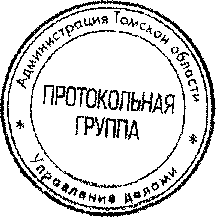 Администрация Томской области
ПРОТОКОЛЬНАЯ
ГРУППА
* Управление делами *